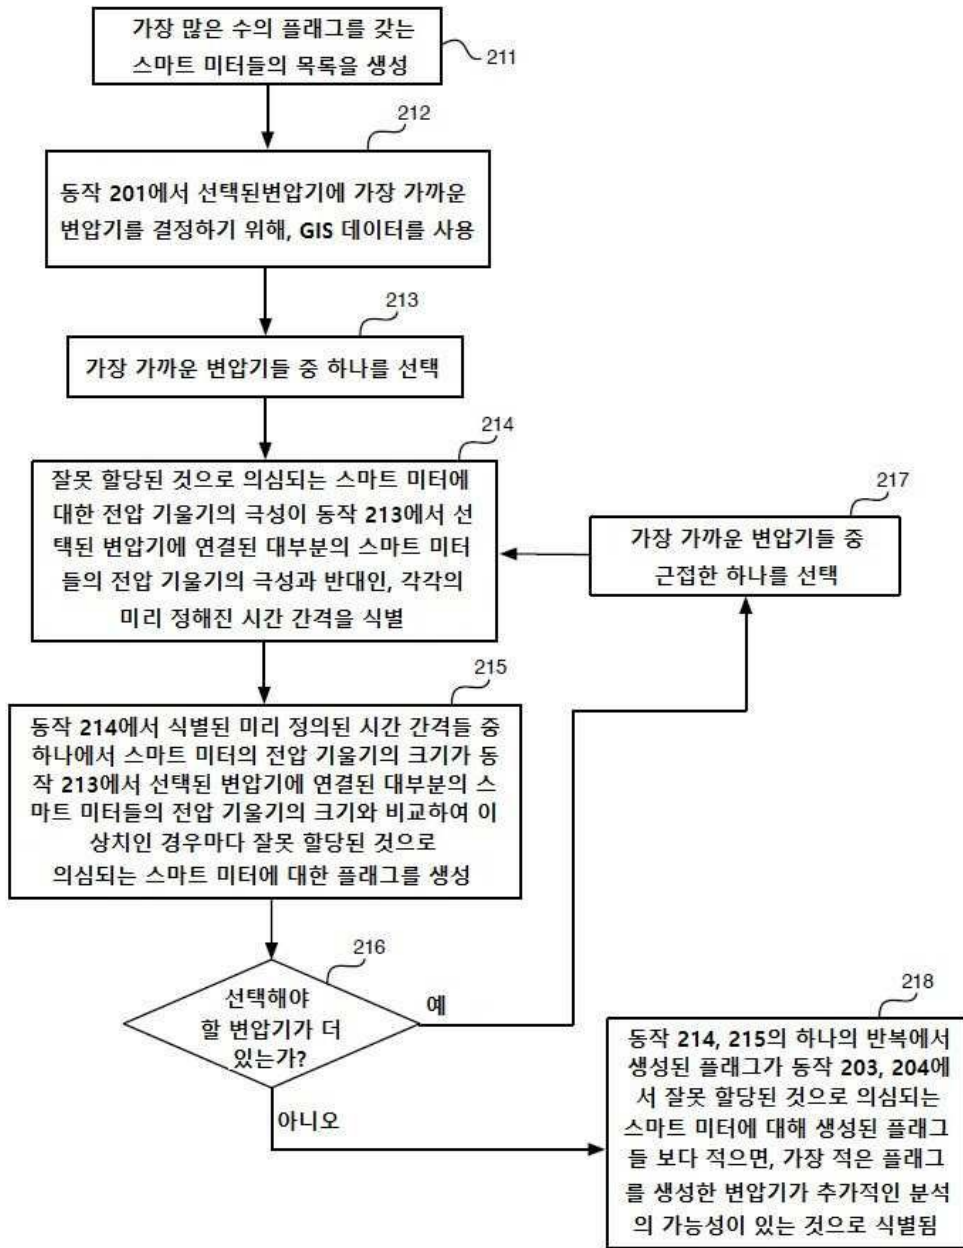 가장 많은 수의 플래그를 갖는
스마트 미터들의 목록을 생성
211
212
동작 201에서 선택된변압기에 가장 가까운
변압기를 결정하기 위해, GIS 데이터를 사용
213
가장 가까운 변압기들 중 하나를 선택
214
잘못 할당된 것으로 의심되는 스마트 미터에
대한 전압 기울기의 극성이 동작 213에서 선
택된 변압기에 연결된 대부분의 스마트 미터
들의 전압 기울기의 극성과 반대인, 각각의
미리 정해진 시간 간격을 식별
217
가장 가까운 변압기들 중
근접한 하나를 선택
215
동작 214에서 식별된 미리 정의된 시간 간격들 중
하나에서 스마트 미터의 전압 기울기의 크기가 동
작 213에서 선택된 변압기에 연결된 대부분의 스
마트 미터들의 전압 기울기의 크기와 비교하여 이
상치인 경우마다 잘못 할당된 것으로
의심되는 스마트 미터에 대한 플래그를 생성
216
선택해야
할 변압기가 더
있는가?
예
아니오
218
동작 214, 215의 하나의 반복에서
생성된 플래그가 동작 203, 204에
서 잘못 할당된 것으로 의심되는
스마트 미터에 대해 생성된 플래그
들 보다 적으면, 가장 적은 플래그
를 생성한 변압기가 추가적인 분석
의 가능성이 있는 것으로 식별됨